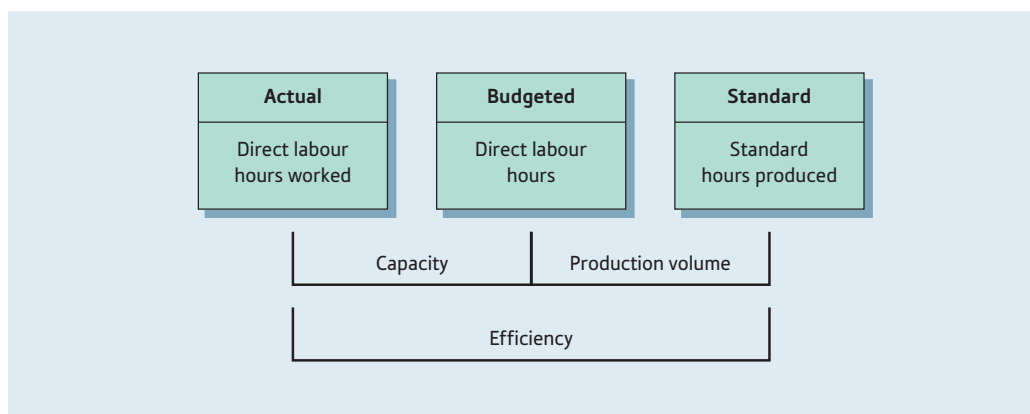 Actual
Budgeted
Standard
Direct labour
hours worked
Direct labour
hours
Standard
hours produced
Capacity
Production volume
Efficiency